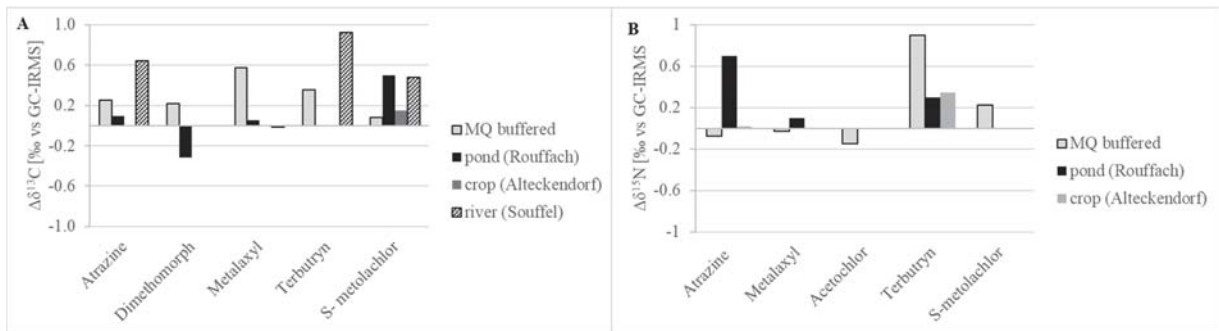 A
Δδ¹³C [‰ vs GC-IRMS]
1.0
0.6
0.2
-0.2
-0.6
-1.0
Atrazine
Dimethomorph
Metalaxyl
Terbutryn
S- metolachlor
MQ buffered
pond (Rouffach)
crop (Alteckendorf)
river (Souffel)
B
Δδ¹⁵N [‰ vs GC-IRMS]
1
0.6
0.2
-0.2
-0.6
-1
Atrazine
Metalaxyl
Acetochlor
Terbutryn
S-metolachlor
MQ buffered
pond (Rouffach)
crop (Alteckendorf)